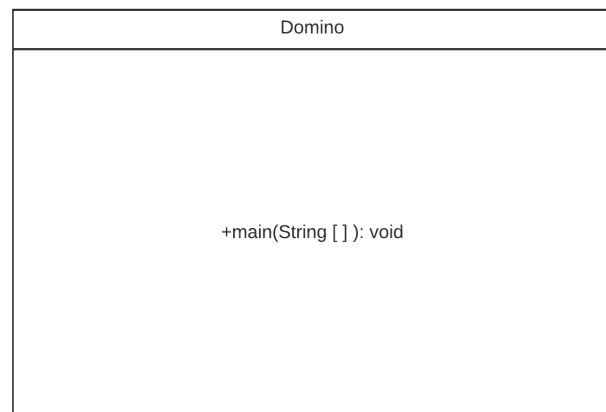 Domino
+main(String [ ] ): void